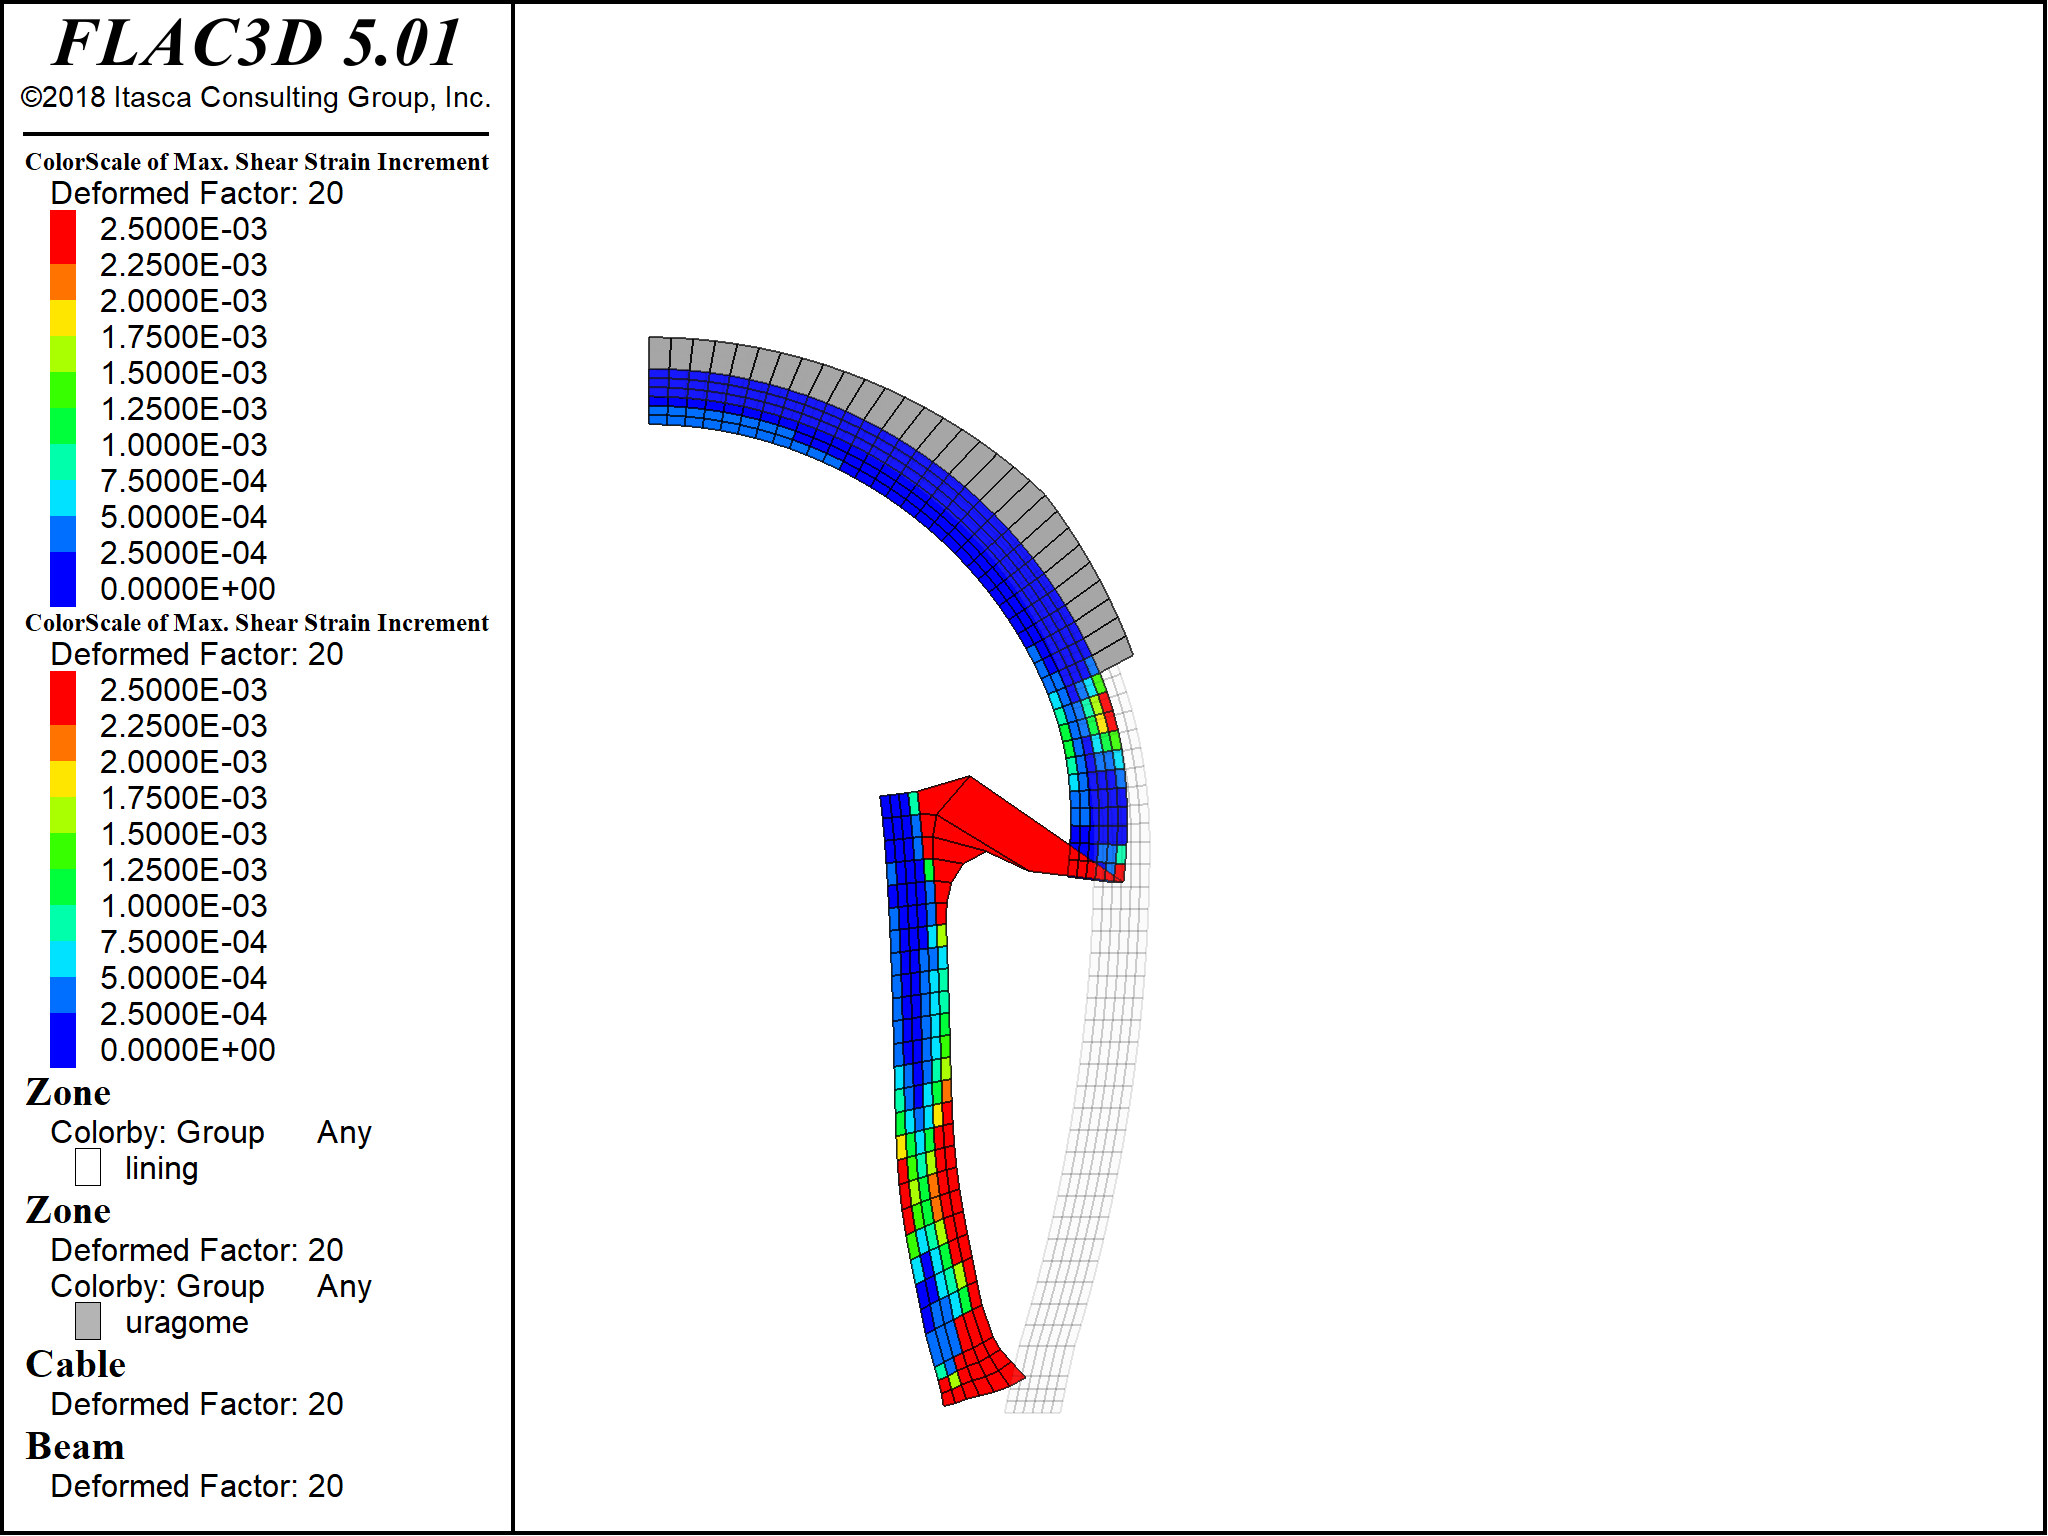 FLAC3D 5.01
©2018 Itasca Consulting Group, Inc.
ColorScale of Max. Shear Strain Increment
Deformed Factor: 20
2.5000E-03
2.2500E-03
2.0000E-03
1.7500E-03
1.5000E-03
1.2500E-03
1.0000E-03
7.5000E-04
5.0000E-04
2.5000E-04
0.0000E+00
ColorScale of Max. Shear Strain Increment
Deformed Factor: 20
2.5000E-03
2.2500E-03
2.0000E-03
1.7500E-03
1.5000E-03
1.2500E-03
1.0000E-03
7.5000E-04
5.0000E-04
2.5000E-04
0.0000E+00
Zone
Colorby: Group Any
lining
Zone
Deformed Factor: 20
Colorby: Group Any
uragome
Cable
Deformed Factor: 20
Beam
Deformed Factor: 20